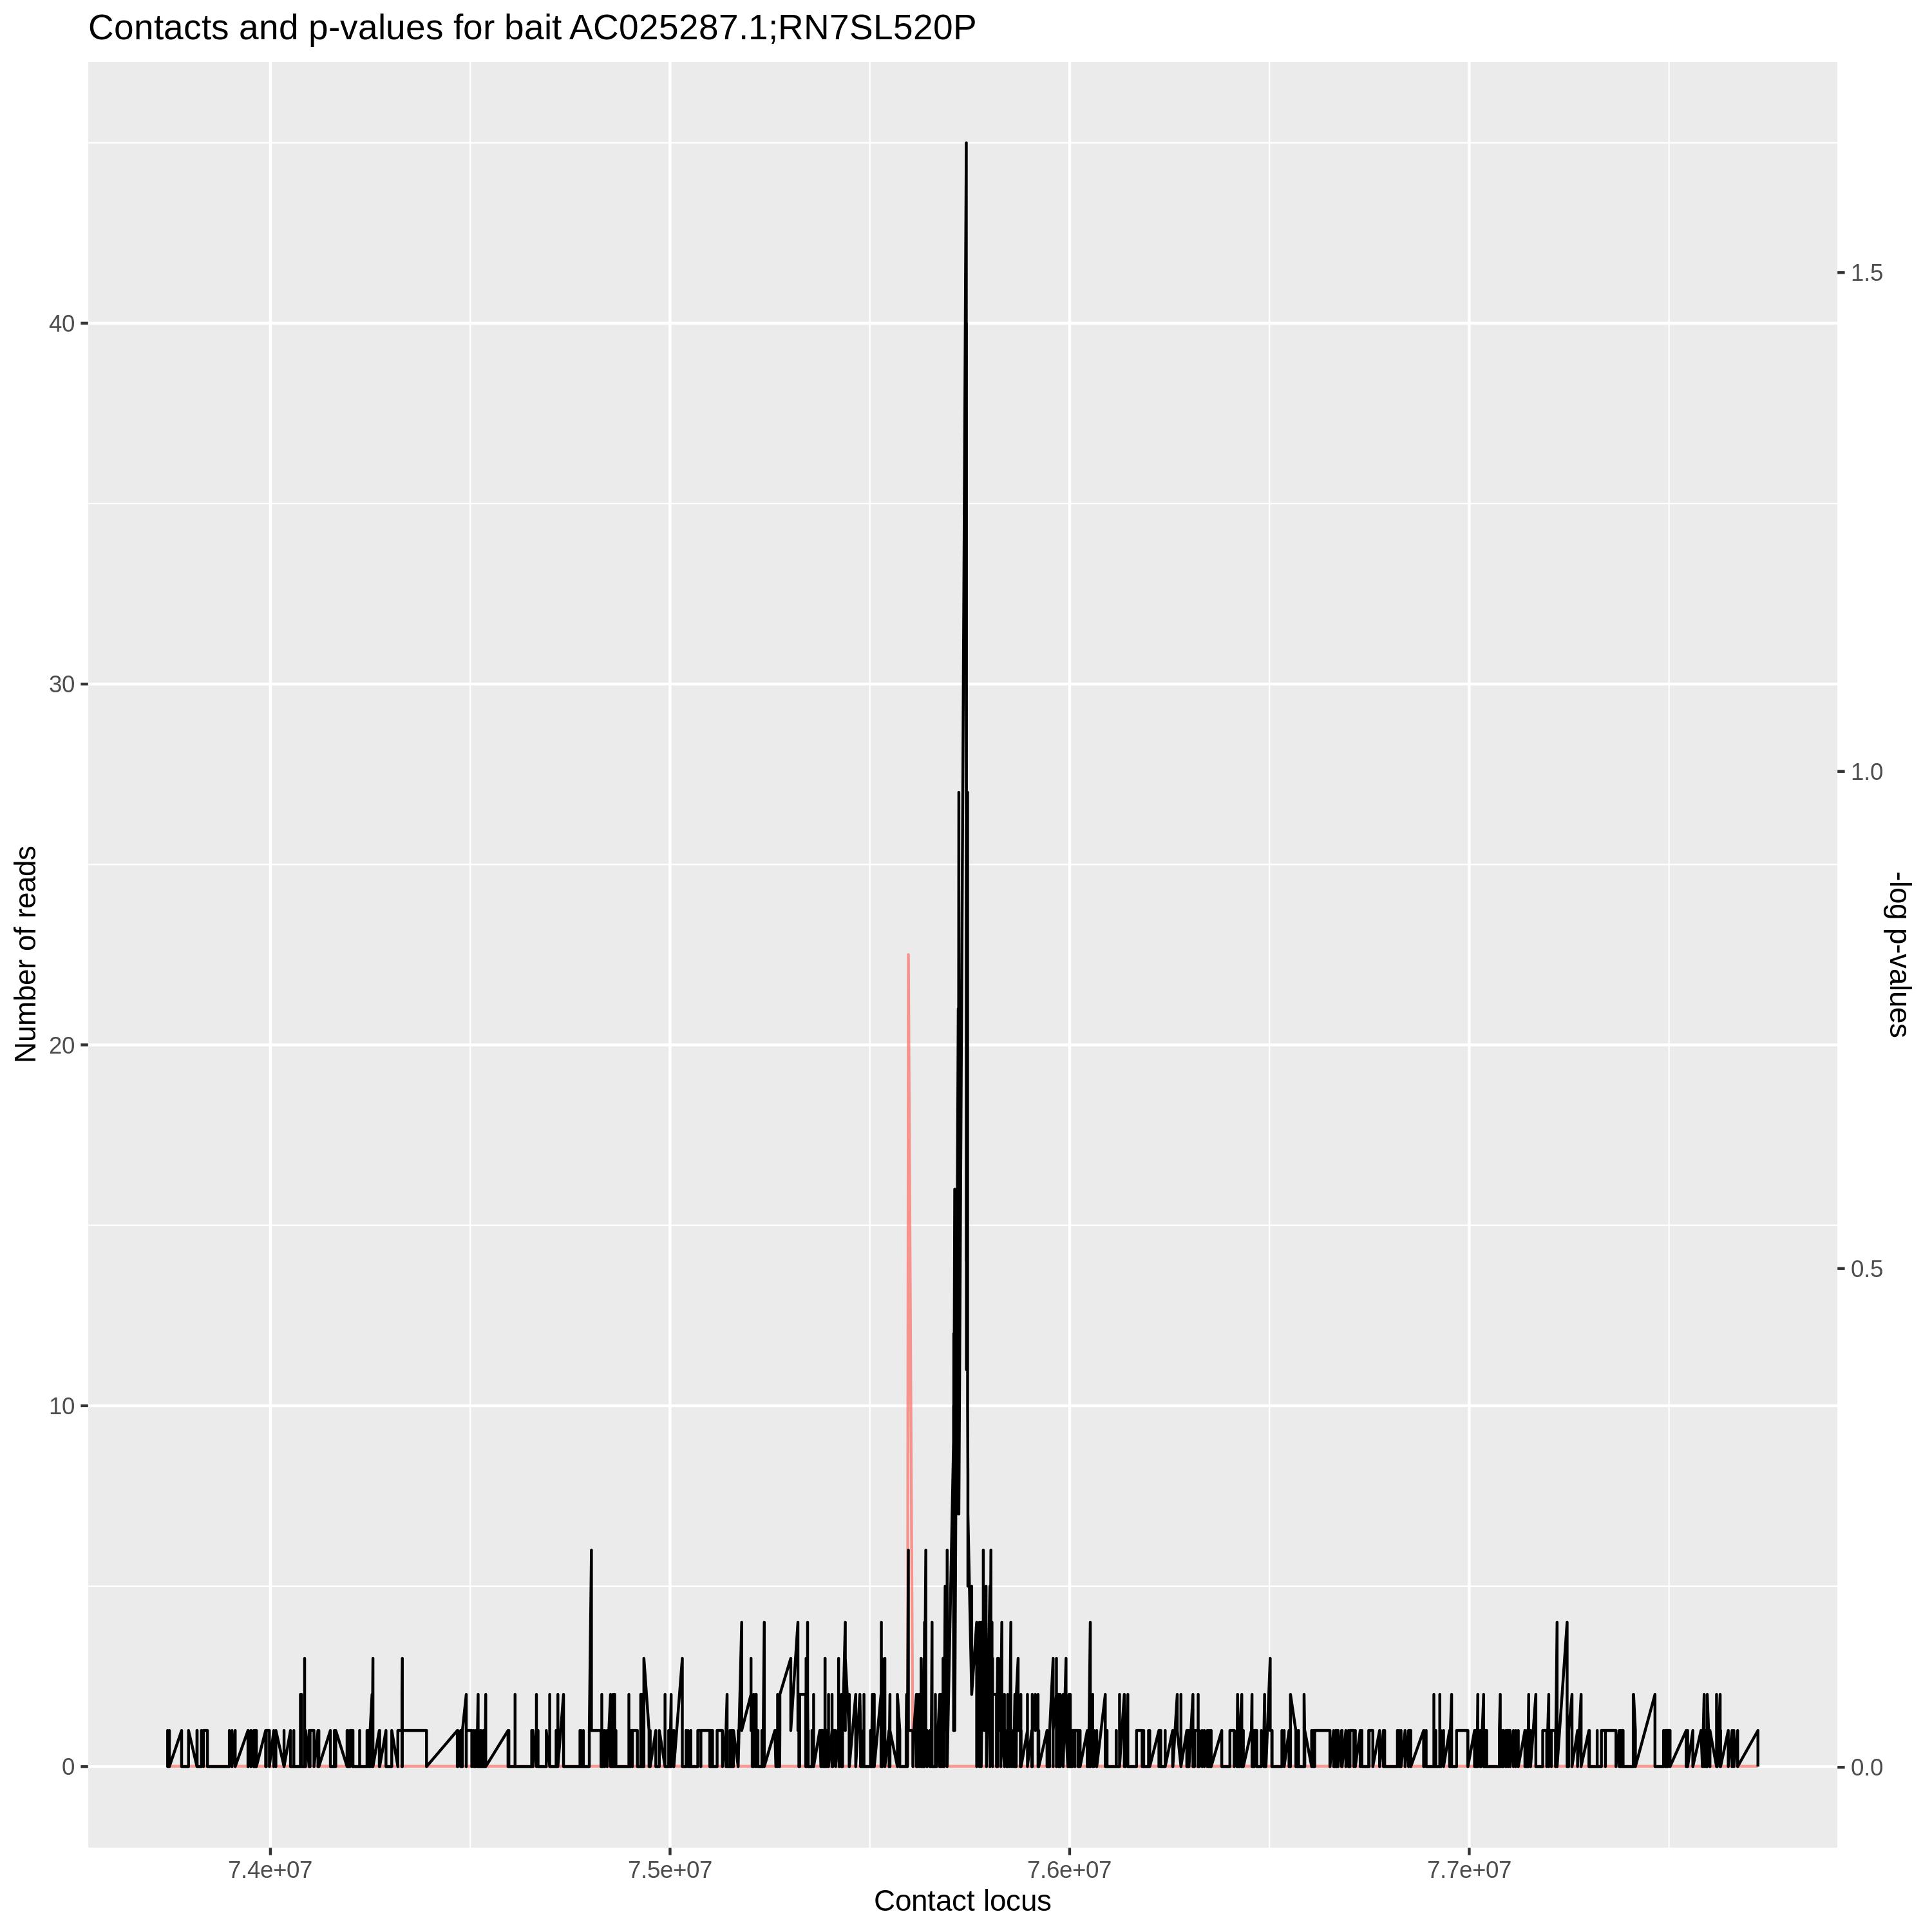 Contacts and p-values for bait AC025287.1;RN7SL520P
40
30
20
10
0
Number of reads
1.5
1.0
0.5
0.0
-log p-values
7.4e+07
7.5e+07
7.6e+07
7.7e+07
Contact locus